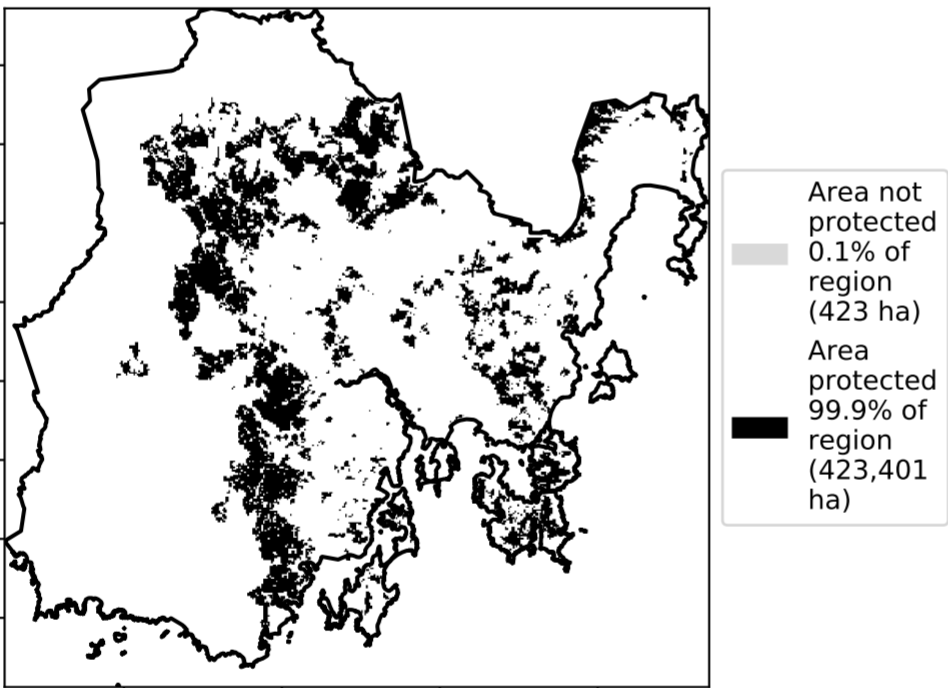 Area not
protected
0.1% of
region
(423 ha)
Area
protected
99.9% of
region
(423,401
ha)